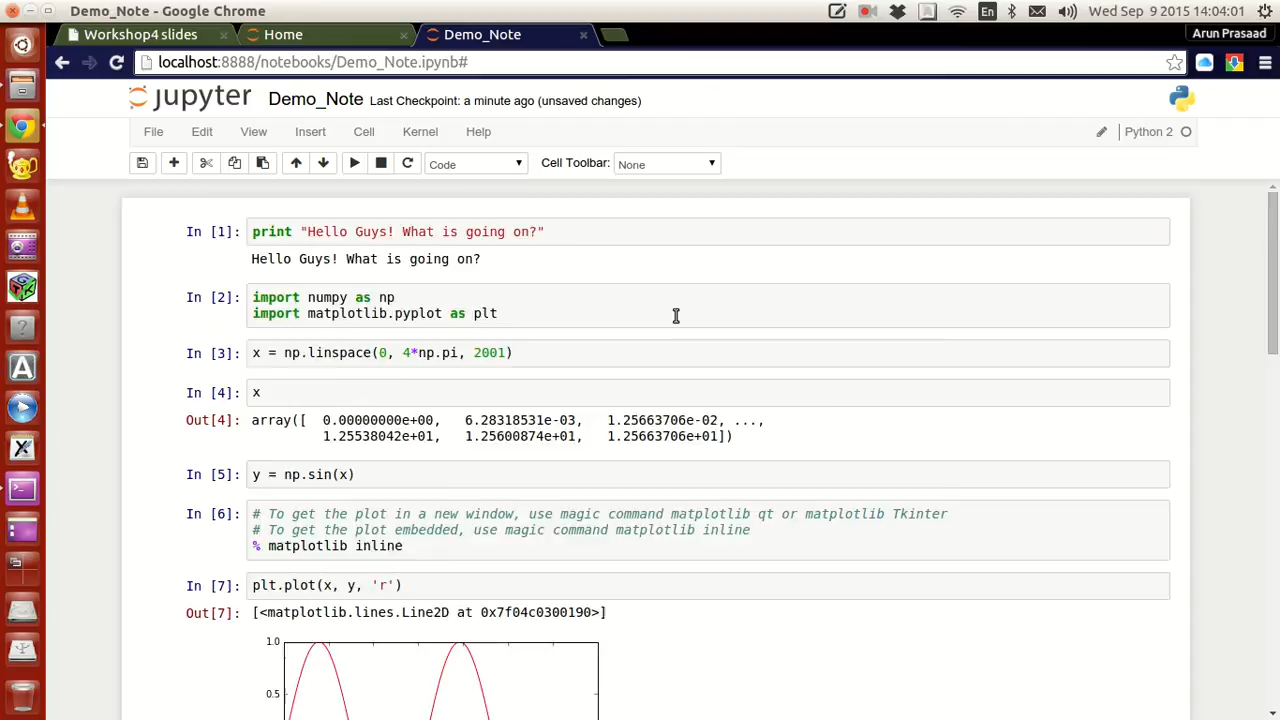 Demo_Note - Google Chrome
En
Wed Sep 9 2015 14:04:01
Workshop4 slides
Home
Demo_Note
Arun Prasaad
localhost:8888/notebooks/Demo_Note.ipynb#
jupyter
Demo_Note Last Checkpoint: a minute ago (unsaved changes)
File Edit View Insert Cell Kernel Help
Python 2
Code
Cell Toolbar: None
In [1]: print "Hello Guys! What is going on?"
Hello Guys! What is going on?
In [2]: import numpy as np
import matplotlib.pyplot as plt
In [3]: x = np.linspace(0, 4*np.pi, 2001)
In [4]: x
Out[4]: array([  0.00000000e+00,   6.28318531e-03,   1.25663706e-02, ...,
1.25538042e+01,   1.25600874e+01,   1.25663706e+01])
In [5]: y = np.sin(x)
In [6]: # To get the plot in a new window, use magic command matplotlib qt or matplotlib Tkinter
# To get the plot embedded, use magic command matplotlib inline
% matplotlib inline
In [7]: plt.plot(x, y, 'r')
Out[7]: [<matplotlib.lines.Line2D at 0x7f04c0300190>]
1.0
0.5